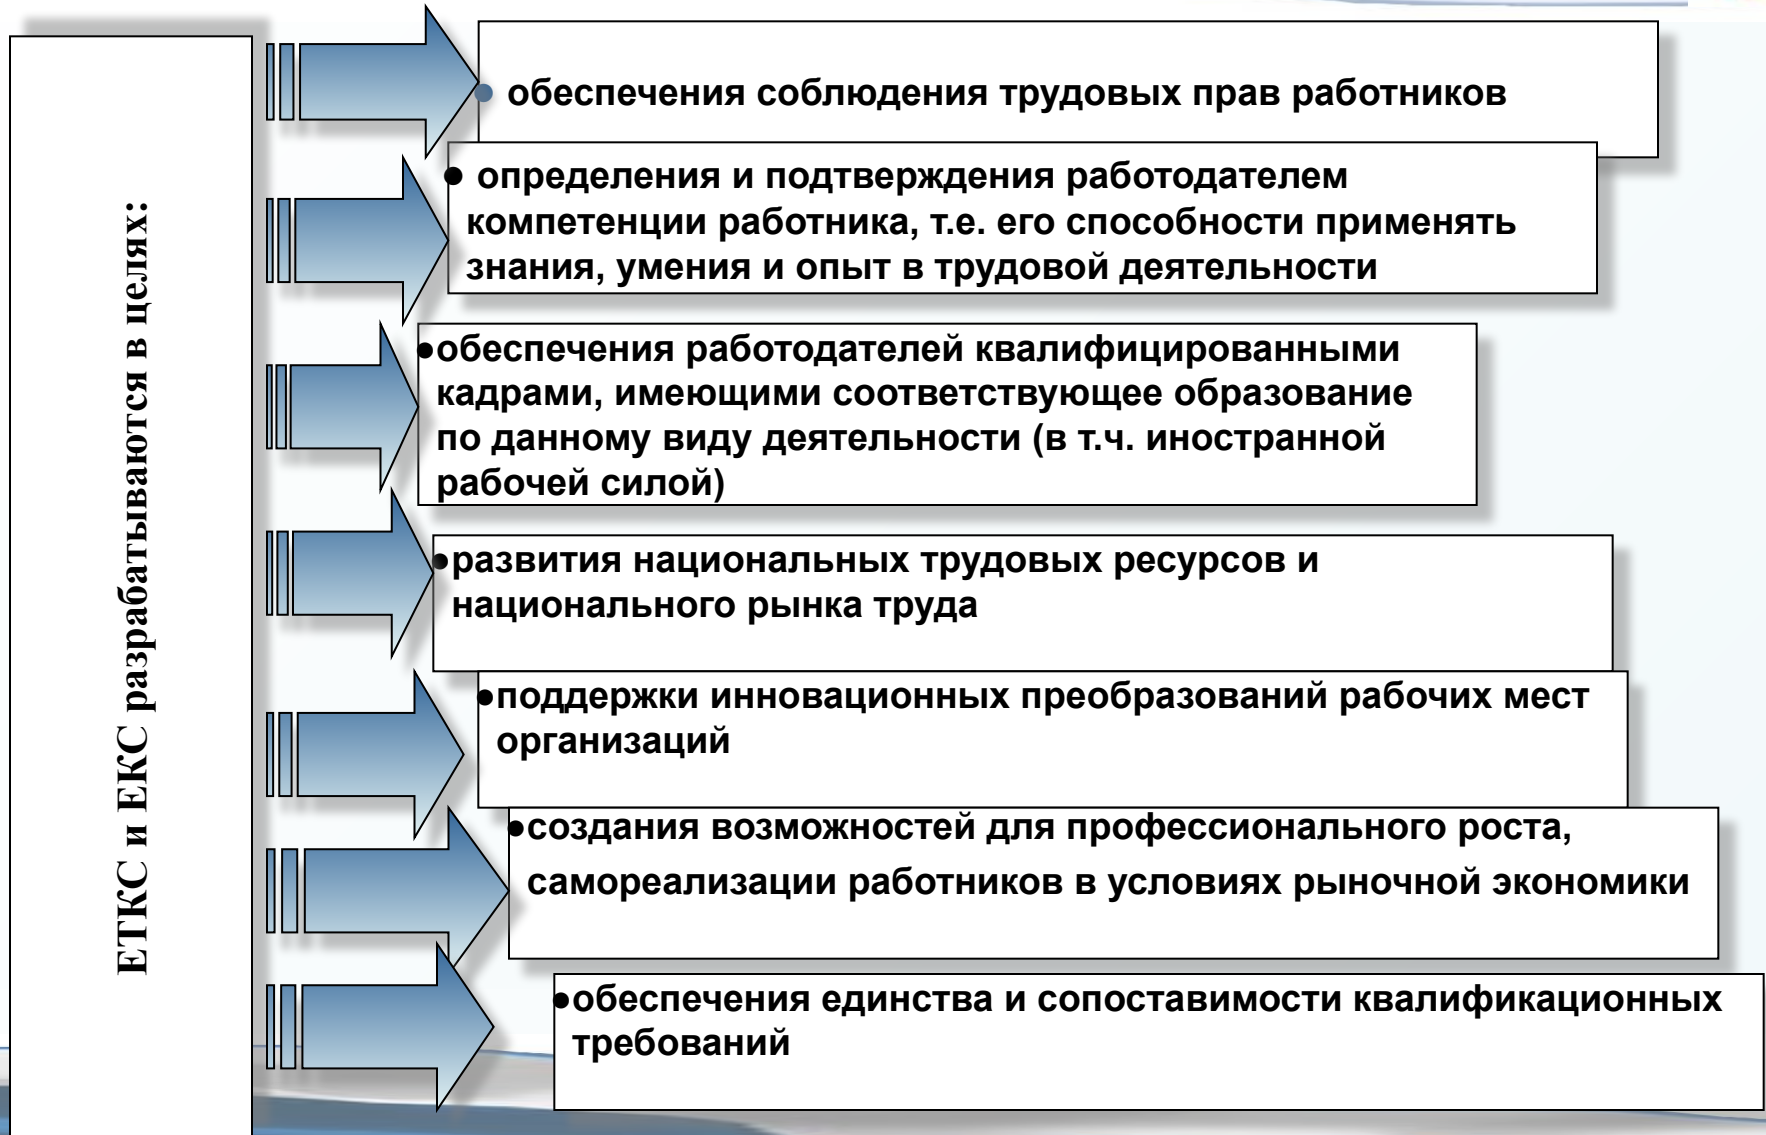 ЕТКС и ЕКС разрабатываются в целях:
• обеспечения соблюдения трудовых прав работников
• определения и подтверждения работодателем
компетенции работника, т.е. его способности применять
знания, умения и опыт в трудовой деятельности
•обеспечения работодателей квалифицированными
кадрами, имеющими соответствующее образование
по данному виду деятельности (в т.ч. иностранной
рабочей силой)
•развития национальных трудовых ресурсов и
национального рынка труда
•поддержки инновационных преобразований рабочих мест
организаций
•создания возможностей для профессионального роста,
самореализации работников в условиях рыночной экономики
•обеспечения единства и сопоставимости квалификационных
требований